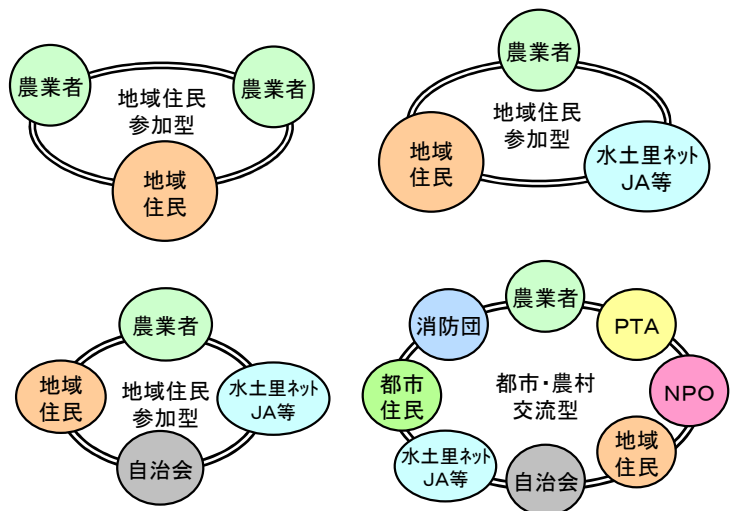 農業者
農業者
地域住民
参加型
地域
住民
農業者
地域住民
参加型
地域
住民
水土里ネット
JA等
農業者
地域
住民
地域住民
参加型
水土里ネット
JA等
自治会
農業者
消防団
PTA
都市
住民
都市・農村
交流型
NPO
水土里ネット
JA等
地域
住民
自治会